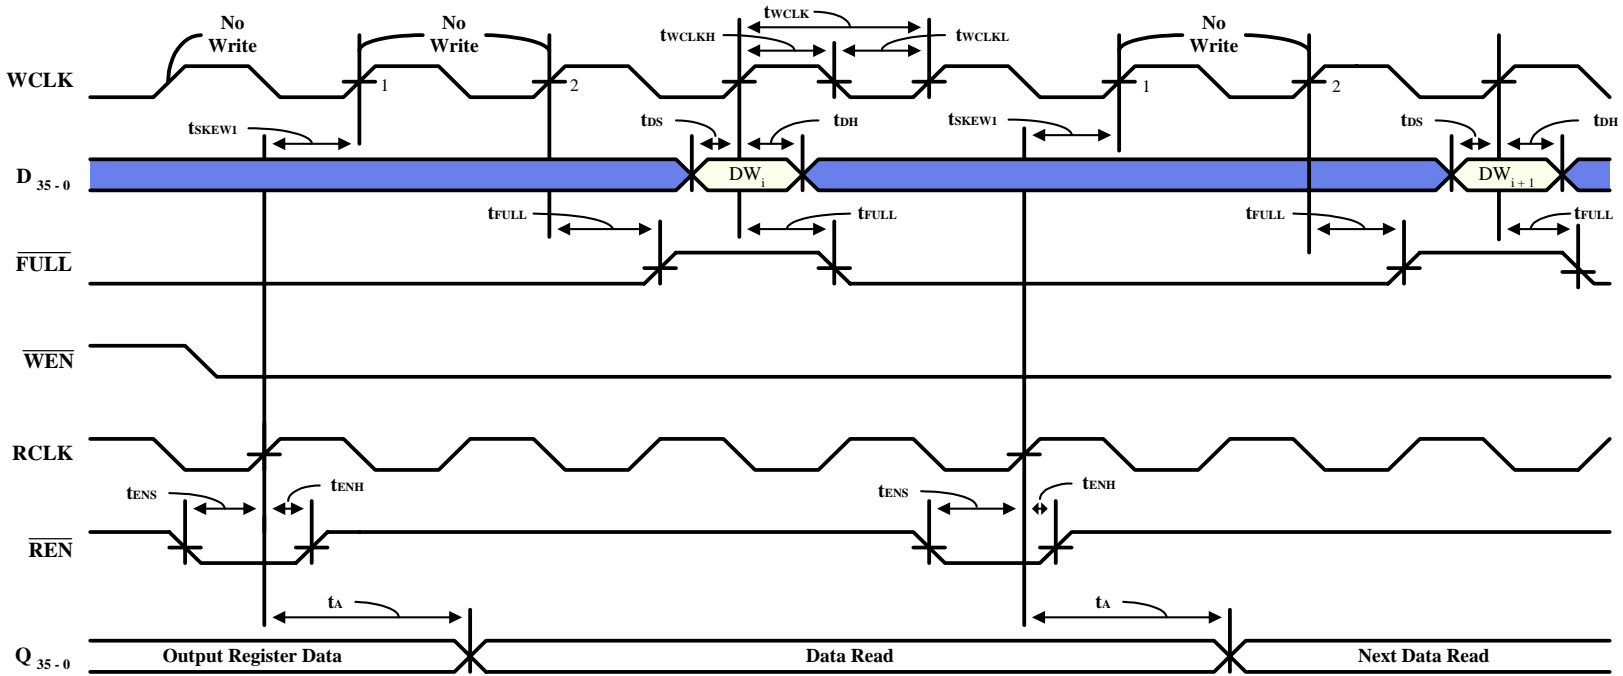 No Write
No Write
tWCLK
tWCLKH
tWCLKL
No Write
WCLK
1
2
1
2
tSKEW1
tDS
tDH
tSKEW1
tDS
tDH
D 35 - 0
DW i
DW i + 1
tFULL
tFULL
tFULL
tFULL
FULL
WEN
RCLK
tENS
tENH
tENS
tENH
REN
tA
tA
Q 35 - 0
Output Register Data
Data Read
Next Data Read